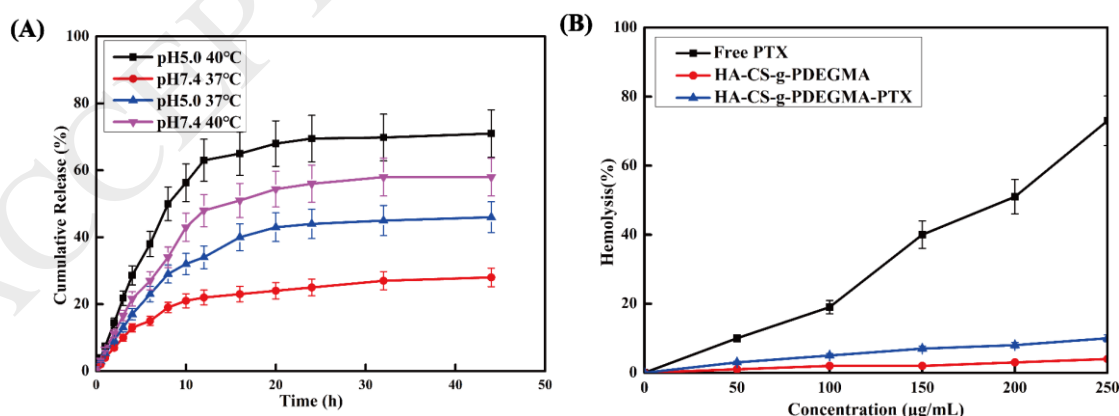 ACCEP
(A)
100
80
60
40
20
0
Cumulative Release (%)
pH5.0 40°C
pH7.4 37°C
pH5.0 37°C
pH7.4 40°C
0 10 20 30 40 50
Time (h)
(B)
100
80
60
40
20
0
Hemolysis(%)
Free PTX
HA-CS-g-PDEGMA
HA-CS-g-PDEGMA-PTX
0 50 100 150 200 250
Concentration (μg/mL)